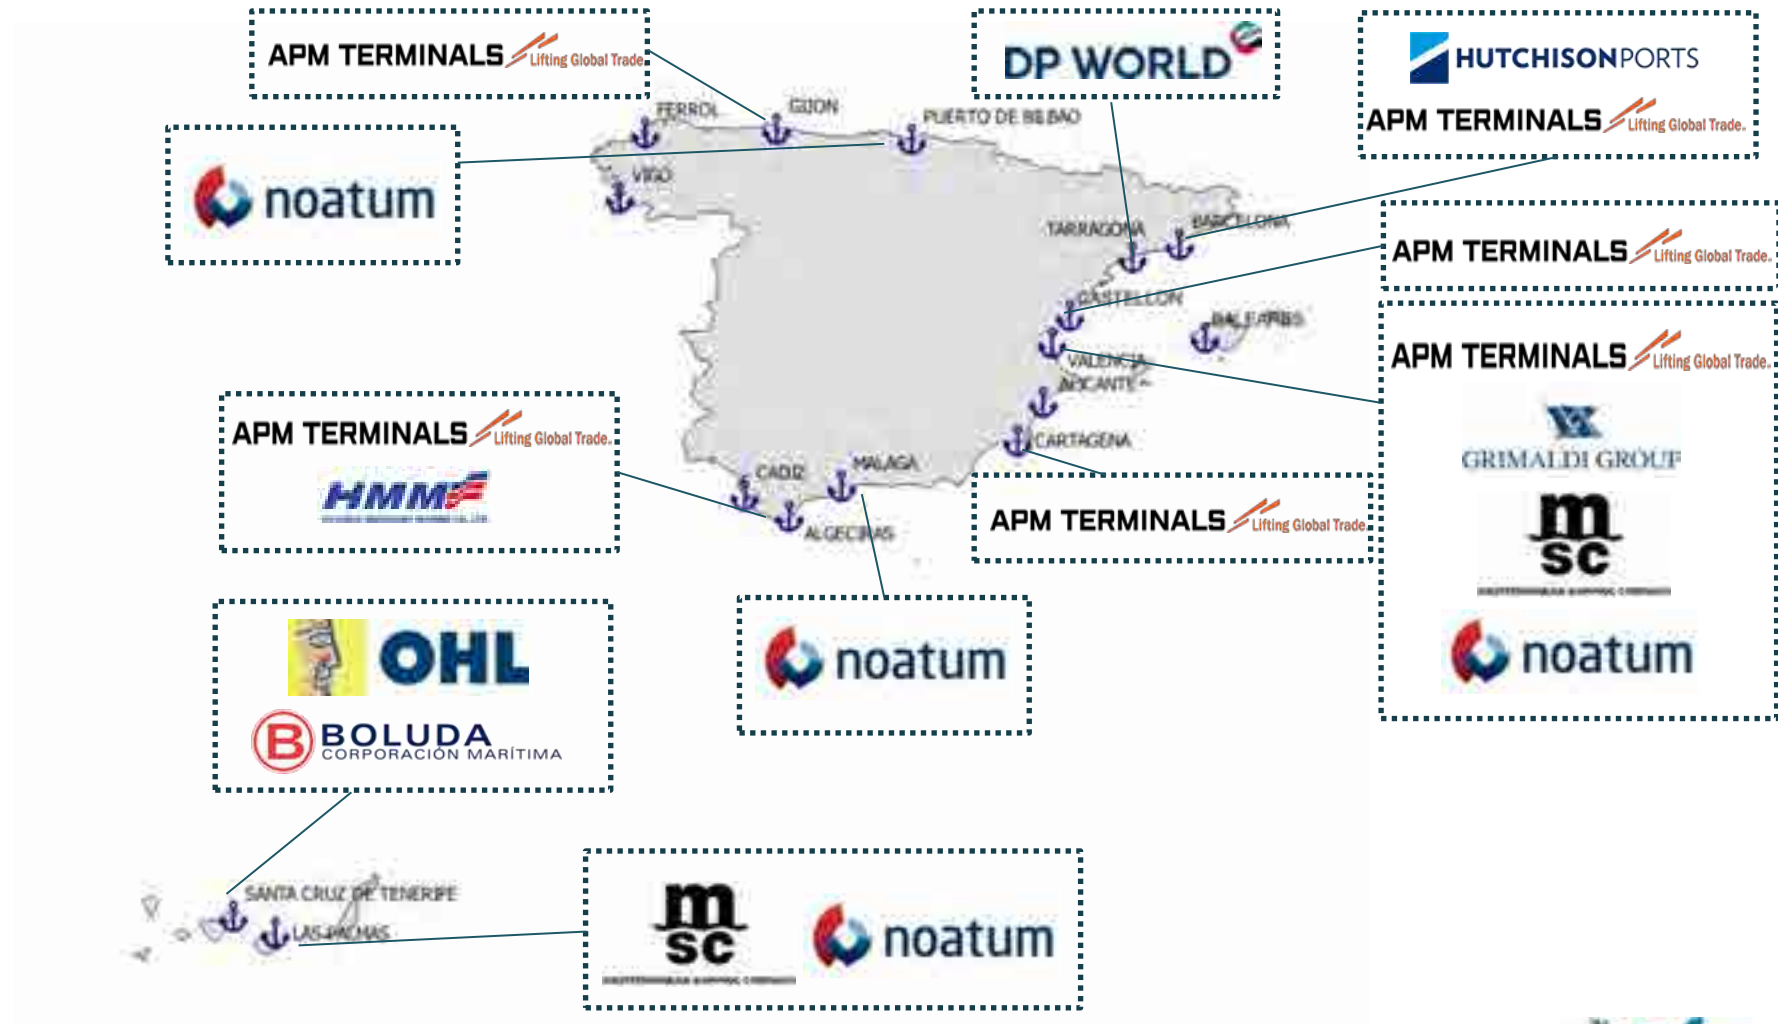 APM TERMINALS
Lifting Global Trade.
DP WORLD
HUTCHISON PORTS
APM TERMINALS
Lifting Global Trade.
FERROL
GIJON
PUERTO DE BILBAO
noatum
VIGO
TARRAGONA
BARCELONA
APM TERMINALS
Lifting Global Trade.
CASTELLON
BALEARES
VALENCIA
ALICANTE
CARTAGENA
APM TERMINALS
Lifting Global Trade.
GRIMALDI GROUP
msc
noatum
APM TERMINALS
Lifting Global Trade.
HMM
CADIZ
MALAGA
ALGECIRAS
APM TERMINALS
Lifting Global Trade.
OHL
BOLUDA
CORPORACIÓN MARÍTIMA
noatum
SANTA CRUZ DE TENERIFE
LAS PALMAS
msc
noatum